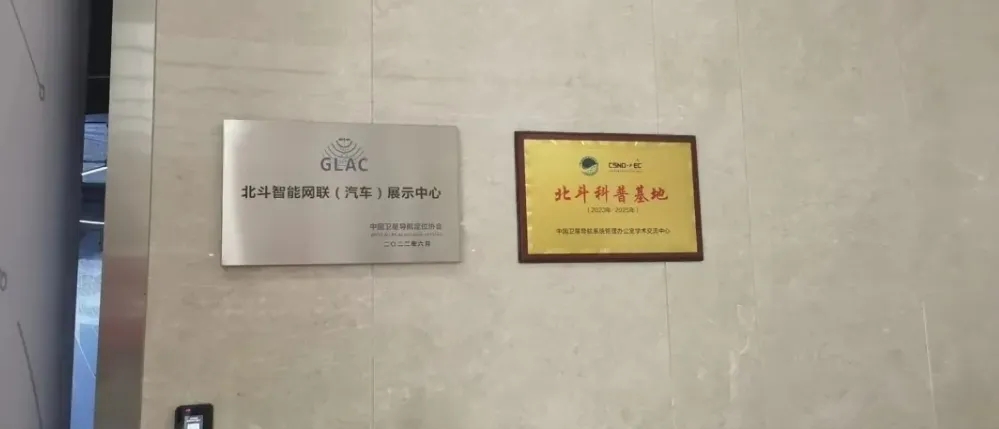 GLAC
北斗智能网联（汽车）展示中心
中国卫星导航定位协会
二〇二二年六月
北斗科普基地
（2023年-2025年）
中国卫星导航系统管理办公室学术交流中心